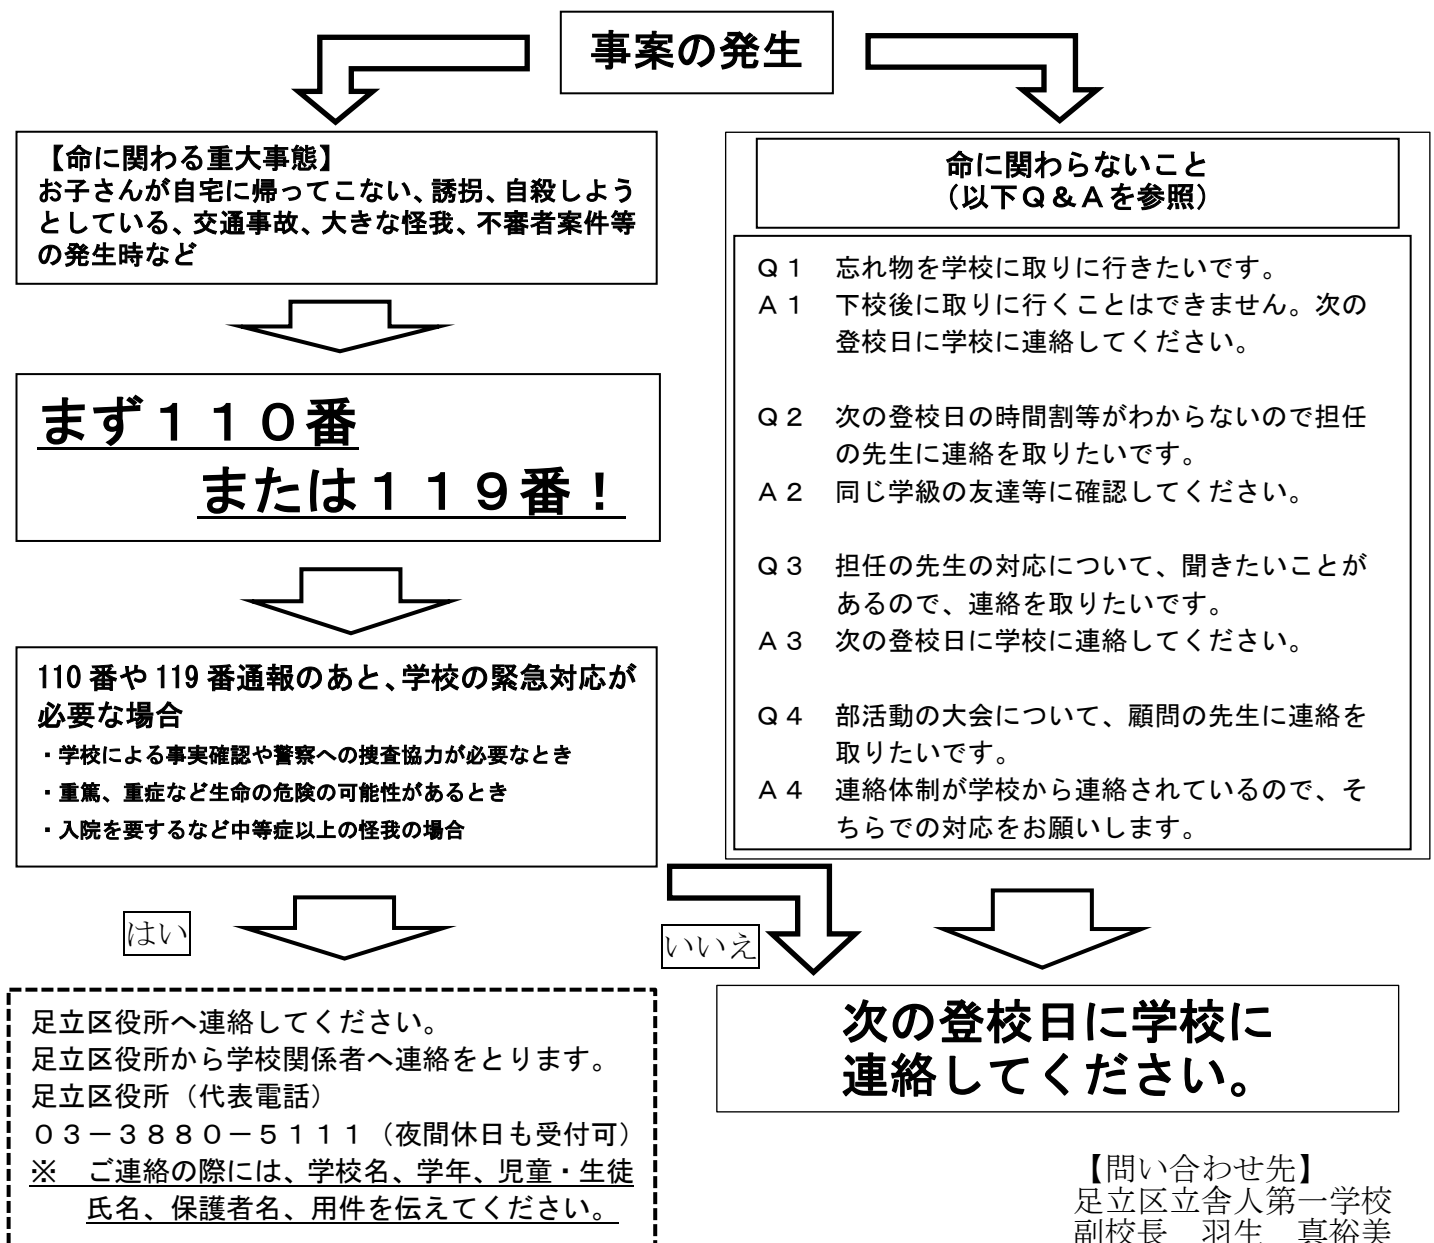 事案の発生
【命に関わる重大事態】
お子さんが自宅に帰ってこない、誘拐、自殺しよう
としている、交通事故、大きな怪我、不審者案件等
の発生時など
まず１１０番
または１１９番！
110番や119番通報のあと、学校の緊急対応が
必要な場合
・学校による事実確認や警察への捜査協力が必要なとき
・重篤、重症など生命の危険の可能性があるとき
・入院を要するなど中等症以上の怪我の場合
はい
いいえ
足立区役所へ連絡してください。
足立区役所から学校関係者へ連絡をとります。
足立区役所（代表電話）
０３－３８８０－５１１１（夜間休日も受付可）
※　ご連絡の際には、学校名、学年、児童・生徒
氏名、保護者名、用件を伝えてください。
命に関わらないこと
（以下Ｑ＆Ａを参照）
Ｑ１　忘れ物を学校に取りに行きたいです。
Ａ１　下校後に取りに行くことはできません。次の
登校日に学校に連絡してください。
Ｑ２　次の登校日の時間割等がわからないので担任
の先生に連絡を取りたいです。
Ａ２　同じ学級の友達等に確認してください。
Ｑ３　担任の先生の対応について、聞きたいことが
あるので、連絡を取りたいです。
Ａ３　次の登校日に学校に連絡してください。
Ｑ４　部活動の大会について、顧問の先生に連絡を
取りたいです。
Ａ４　連絡体制が学校から連絡されているので、そ
ちらでの対応をお願いします。
次の登校日に学校に
連絡してください。
【問い合わせ先】
足立区立舎人第一学校
副校長　羽生　真裕美